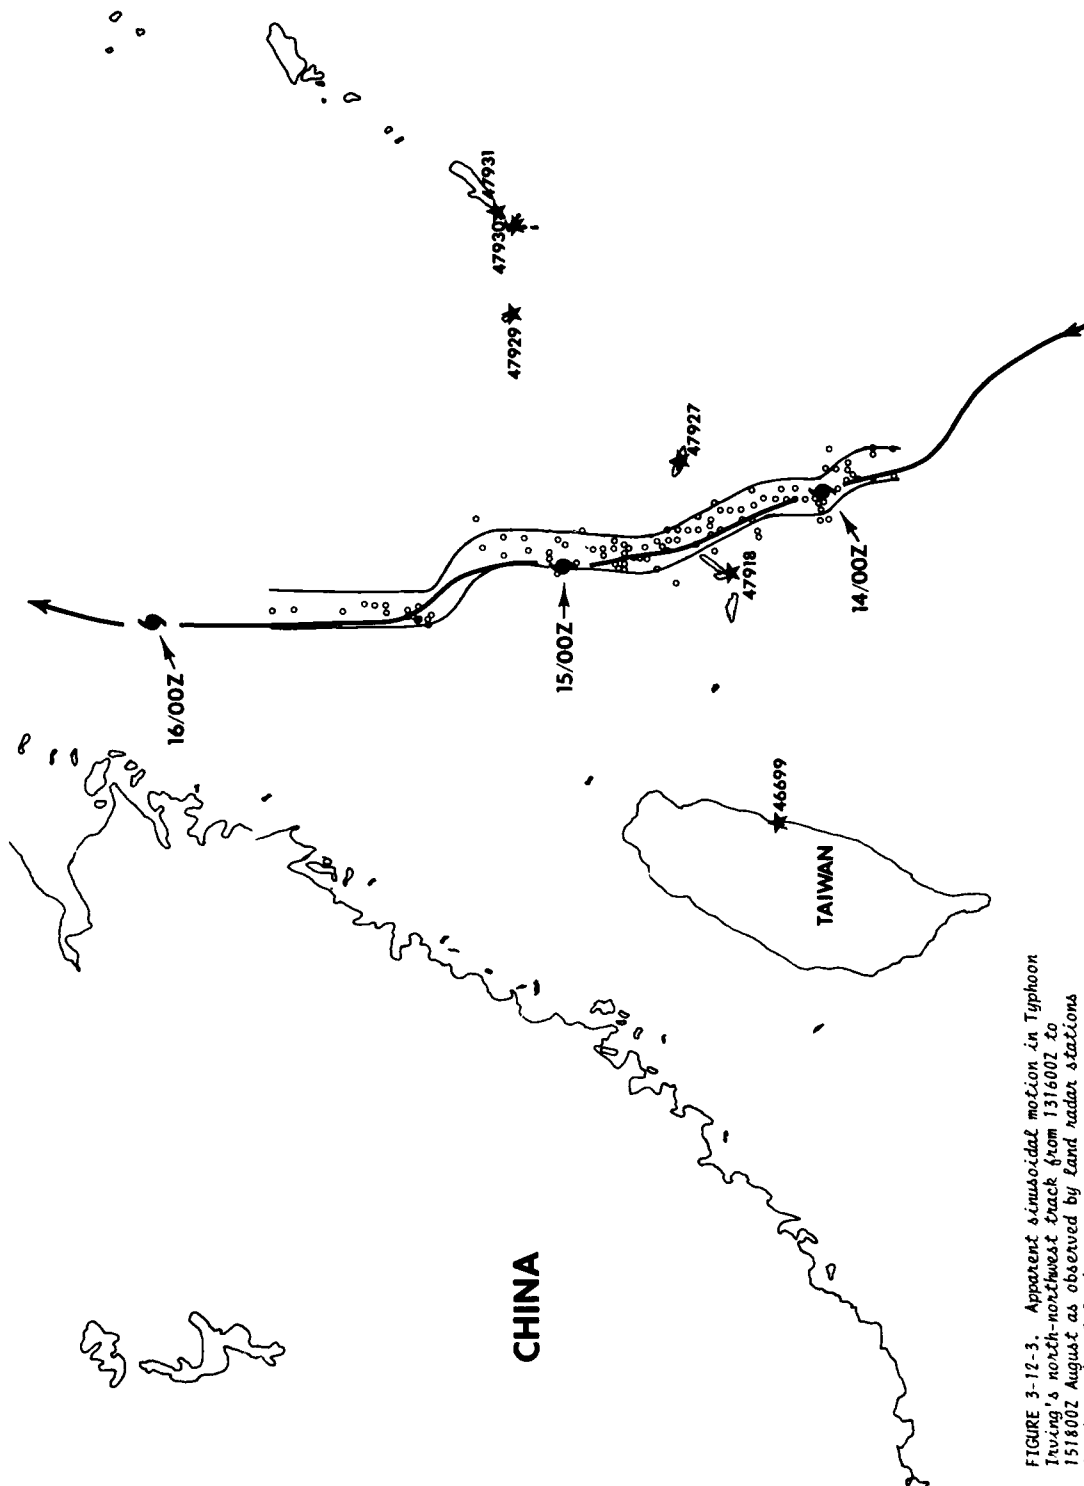 47931
47930
47929
47927
16/00Z
15/00Z
47918
14/00Z
46699
TAIWAN
CHINA
FIGURE 3-12-3. Apparent sinusoidal motion in Typhoon
Irving's north-northwest track from 131600Z to
151800Z August as observed by land radar stations